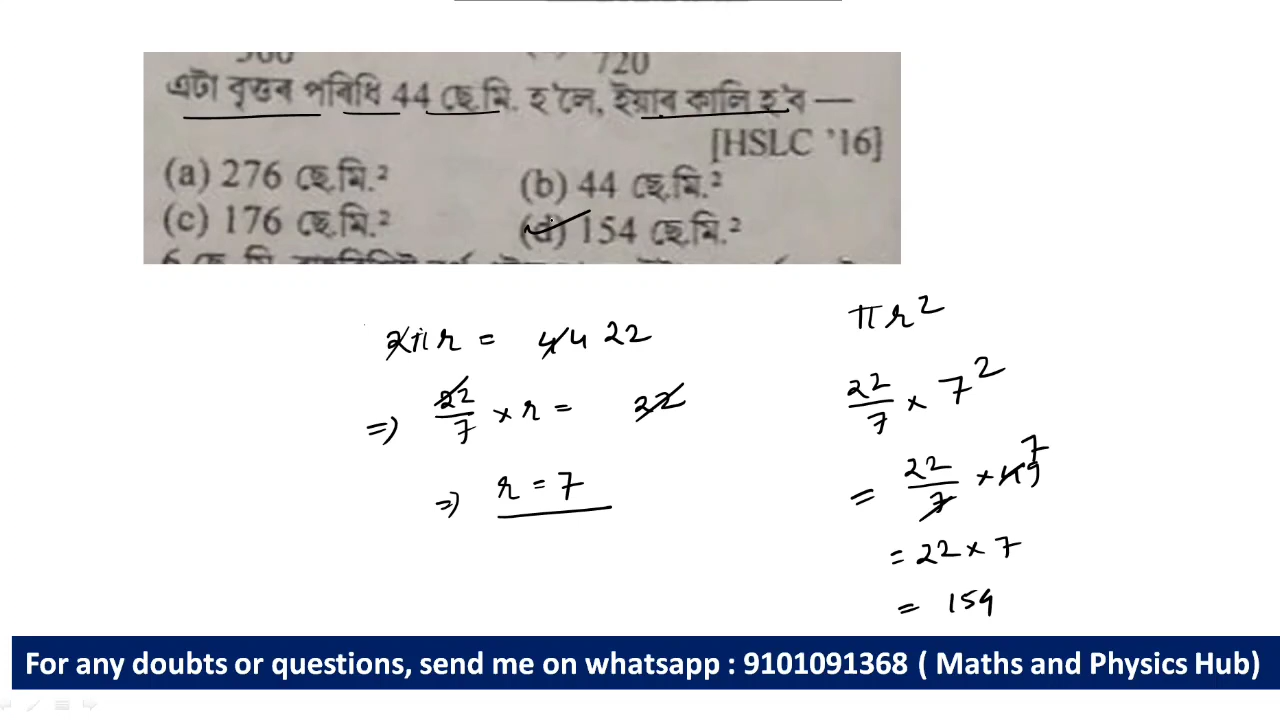 720
এটা বৃত্তৰ পৰিধি 44 ছে.মি. হ'লে, ইয়াৰ কালি হ'ব —
[HSLC '16]
(a) 276 ছে.মি.² (b) 44 ছে.মি.²
(c) 176 ছে.মি.² (d) 154 ছে.মি.²
2πr = 44 22
⇒ 22/7 × r = 22
⇒ r = 7
πr²
22/7 × 7²
= 22/7 × 49 7
= 22 × 7
= 154
For any doubts or questions, send me on whatsapp : 9101091368 ( Maths and Physics Hub)